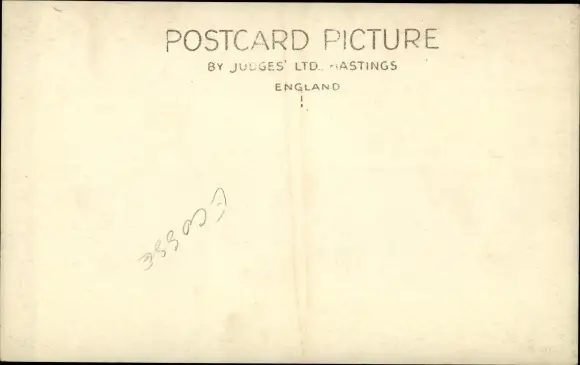 POSTCARD PICTURE
BY JUDGES' LTD., HASTINGS
ENGLAND